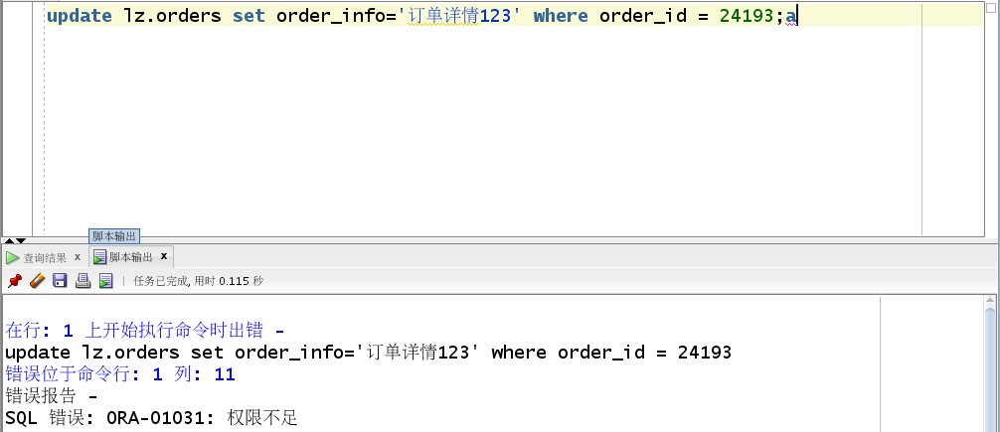 update lz.orders set order_info='订单详情123' where order_id = 24193;a
脚本输出
查询结果 x 脚本输出 x
任务已完成, 用时 0.115 秒
在行: 1 上开始执行命令时出错 -
update lz.orders set order_info='订单详情123' where order_id = 24193
错误位于命令行: 1 列: 11
错误报告 -
SQL 错误: ORA-01031: 权限不足